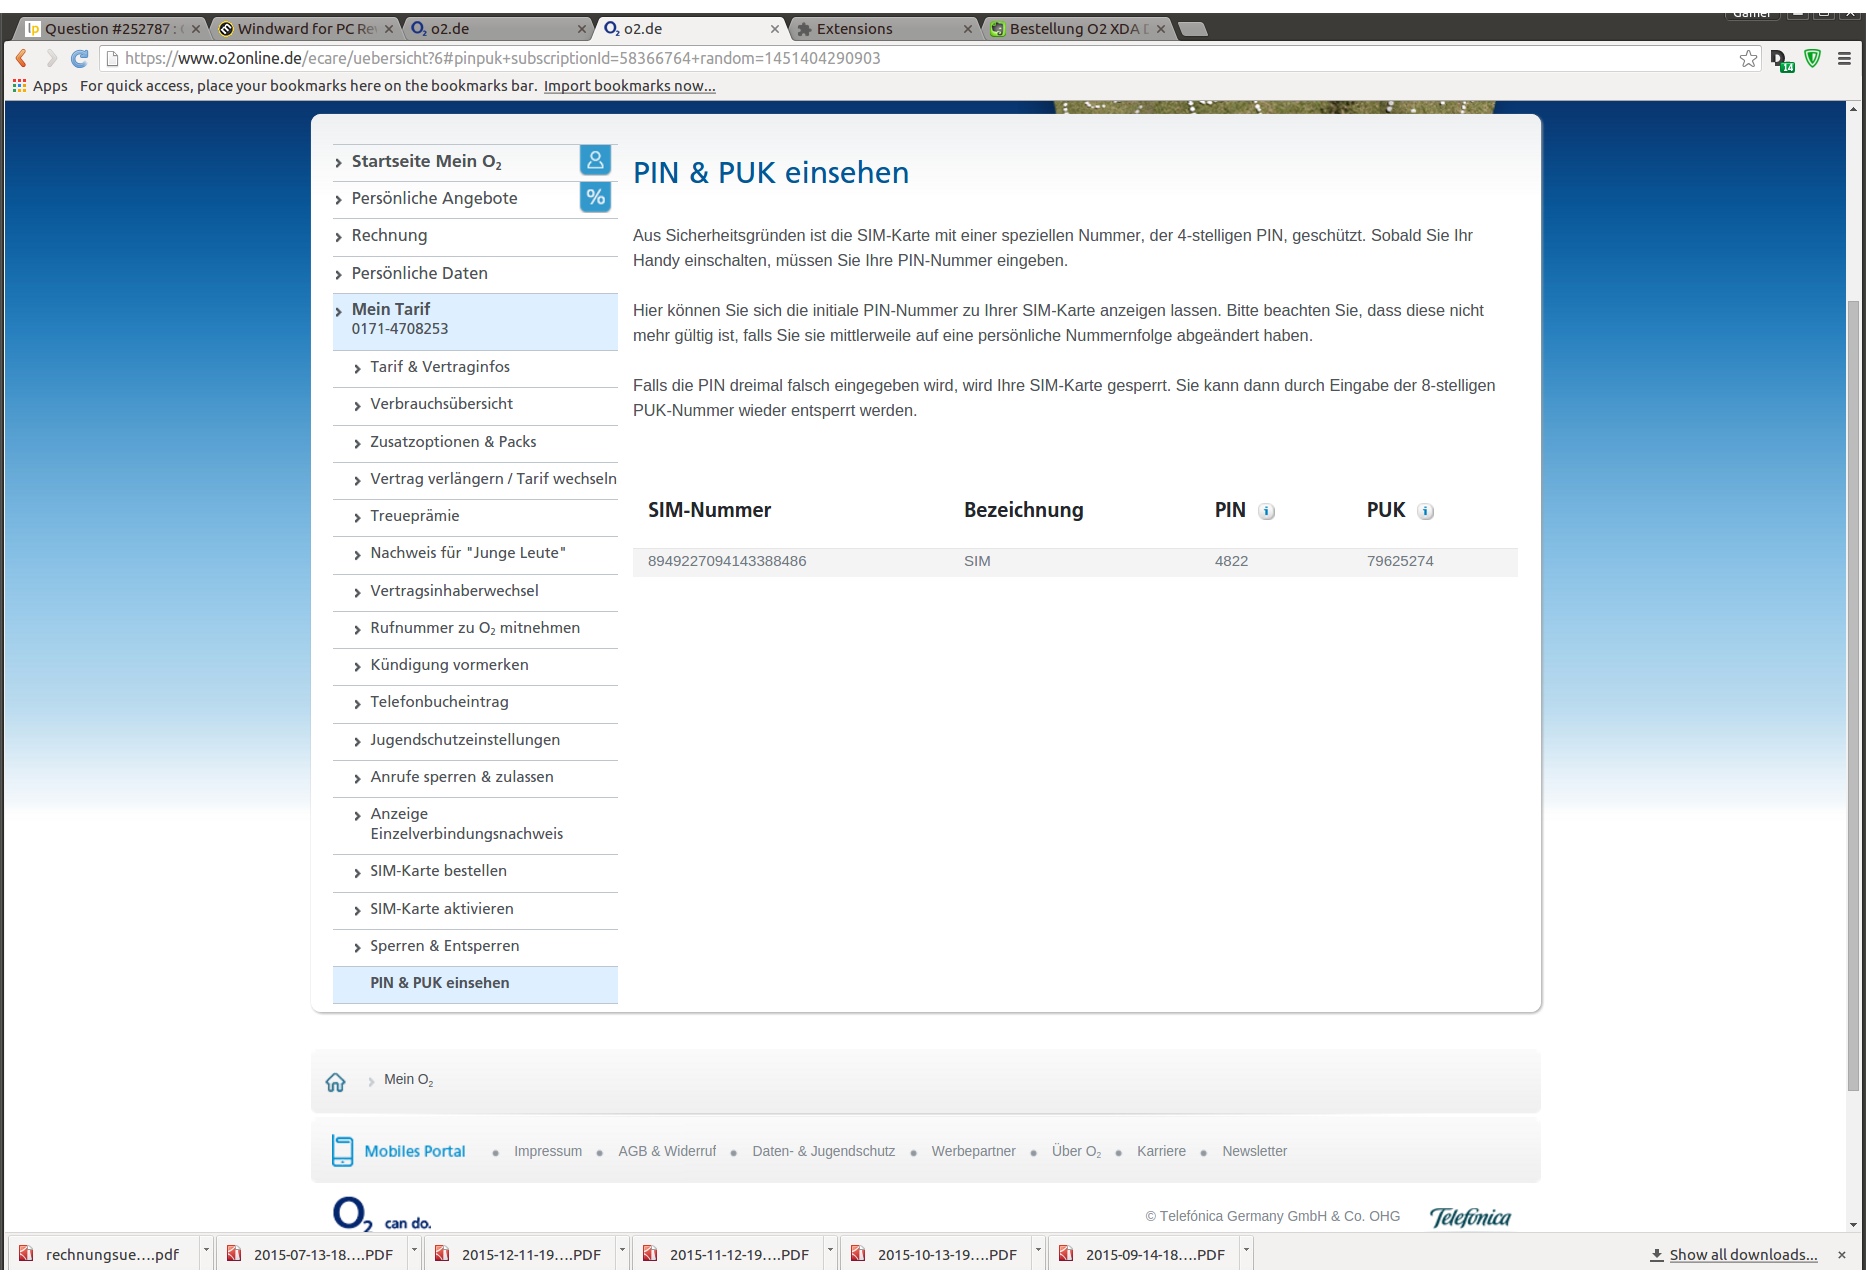 Question #252787 : (
Windward for PC Re
o2.de
o2.de
Extensions
Bestellung O2 XDA D
Gamer
https://www.o2online.de/ecare/uebersicht?6#pinpuk+subscriptionId=58366764+random=1451404290903
14
Apps For quick access, place your bookmarks here on the bookmarks bar. Import bookmarks now...
Startseite Mein O₂
Persönliche Angebote
%
Rechnung
Persönliche Daten
Mein Tarif
0171-4708253
Tarif & Vertraginfos
Verbrauchsübersicht
Zusatzoptionen & Packs
Vertrag verlängern / Tarif wechseln
Treueprämie
Nachweis für "Junge Leute"
Vertragsinhaberwechsel
Rufnummer zu O₂ mitnehmen
Kündigung vormerken
Telefonbucheintrag
Jugendschutzeinstellungen
Anrufe sperren & zulassen
Anzeige
Einzelverbindungsnachweis
SIM-Karte bestellen
SIM-Karte aktivieren
Sperren & Entsperren
PIN & PUK einsehen
PIN & PUK einsehen
Aus Sicherheitsgründen ist die SIM-Karte mit einer speziellen Nummer, der 4-stelligen PIN, geschützt. Sobald Sie Ihr
Handy einschalten, müssen Sie Ihre PIN-Nummer eingeben.
Hier können Sie sich die initiale PIN-Nummer zu Ihrer SIM-Karte anzeigen lassen. Bitte beachten Sie, dass diese nicht
mehr gültig ist, falls Sie sie mittlerweile auf eine persönliche Nummernfolge abgeändert haben.
Falls die PIN dreimal falsch eingegeben wird, wird Ihre SIM-Karte gesperrt. Sie kann dann durch Eingabe der 8-stelligen
PUK-Nummer wieder entsperrt werden.
SIM-Nummer Bezeichnung PIN i PUK i
8949227094143388486 SIM 4822 79625274
Mein O₂
Mobiles Portal • Impressum • AGB & Widerruf • Daten- & Jugendschutz • Werbepartner • Über O₂ • Karriere • Newsletter
O₂ can do.
© Telefónica Germany GmbH & Co. OHG Telefónica
rechnungsue....pdf
2015-07-13-18....PDF
2015-12-11-19....PDF
2015-11-12-19....PDF
2015-10-13-19....PDF
2015-09-14-18....PDF
Show all downloads...